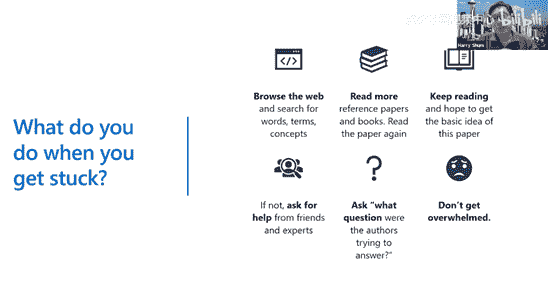 bilibili
Harry Shum
What do you
do when you
get stuck?
Browse the web
and search for
words, terms,
concepts
Read more
reference papers
and books. Read
the paper again
Keep reading
and hope to get
the basic idea of
this paper
If not, ask for
help from friends
and experts
Ask “what
question were
the authors
trying to
answer?”
Don’t get
overwhelmed.